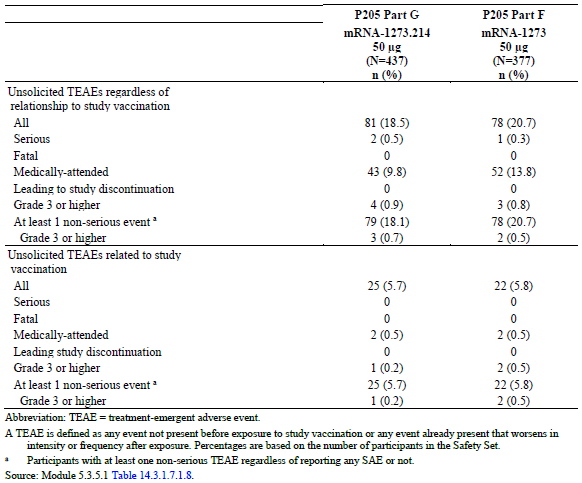 P205 Part G P205 Part F
mRNA-1273.214 mRNA-1273
50 µg 50 µg
(N=437) (N=377)
n (%) n (%)
Unsolicited TEAEs regardless of
relationship to study vaccination
All 81 (18.5) 78 (20.7)
Serious 2 (0.5) 1 (0.3)
Fatal 0 0
Medically-attended 43 (9.8) 52 (13.8)
Leading to study discontinuation 0 0
Grade 3 or higher 4 (0.9) 3 (0.8)
At least 1 non-serious event a 79 (18.1) 78 (20.7)
Grade 3 or higher 3 (0.7) 2 (0.5)
Unsolicited TEAEs related to study
vaccination
All 25 (5.7) 22 (5.8)
Serious 0 0
Fatal 0 0
Medically-attended 2 (0.5) 2 (0.5)
Leading study discontinuation 0 0
Grade 3 or higher 1 (0.2) 2 (0.5)
At least 1 non-serious event a 25 (5.7) 22 (5.8)
Grade 3 or higher 1 (0.2) 2 (0.5)
Abbreviation: TEAE = treatment-emergent adverse event.
A TEAE is defined as any event not present before exposure to study vaccination or any event already present that worsens in
intensity or frequency after exposure. Percentages are based on the number of participants in the Safety Set.
a Participants with at least one non-serious TEAE regardless of reporting any SAE or not.
Source: Module 5.3.5.1 Table 14.3.1.7.1.8.